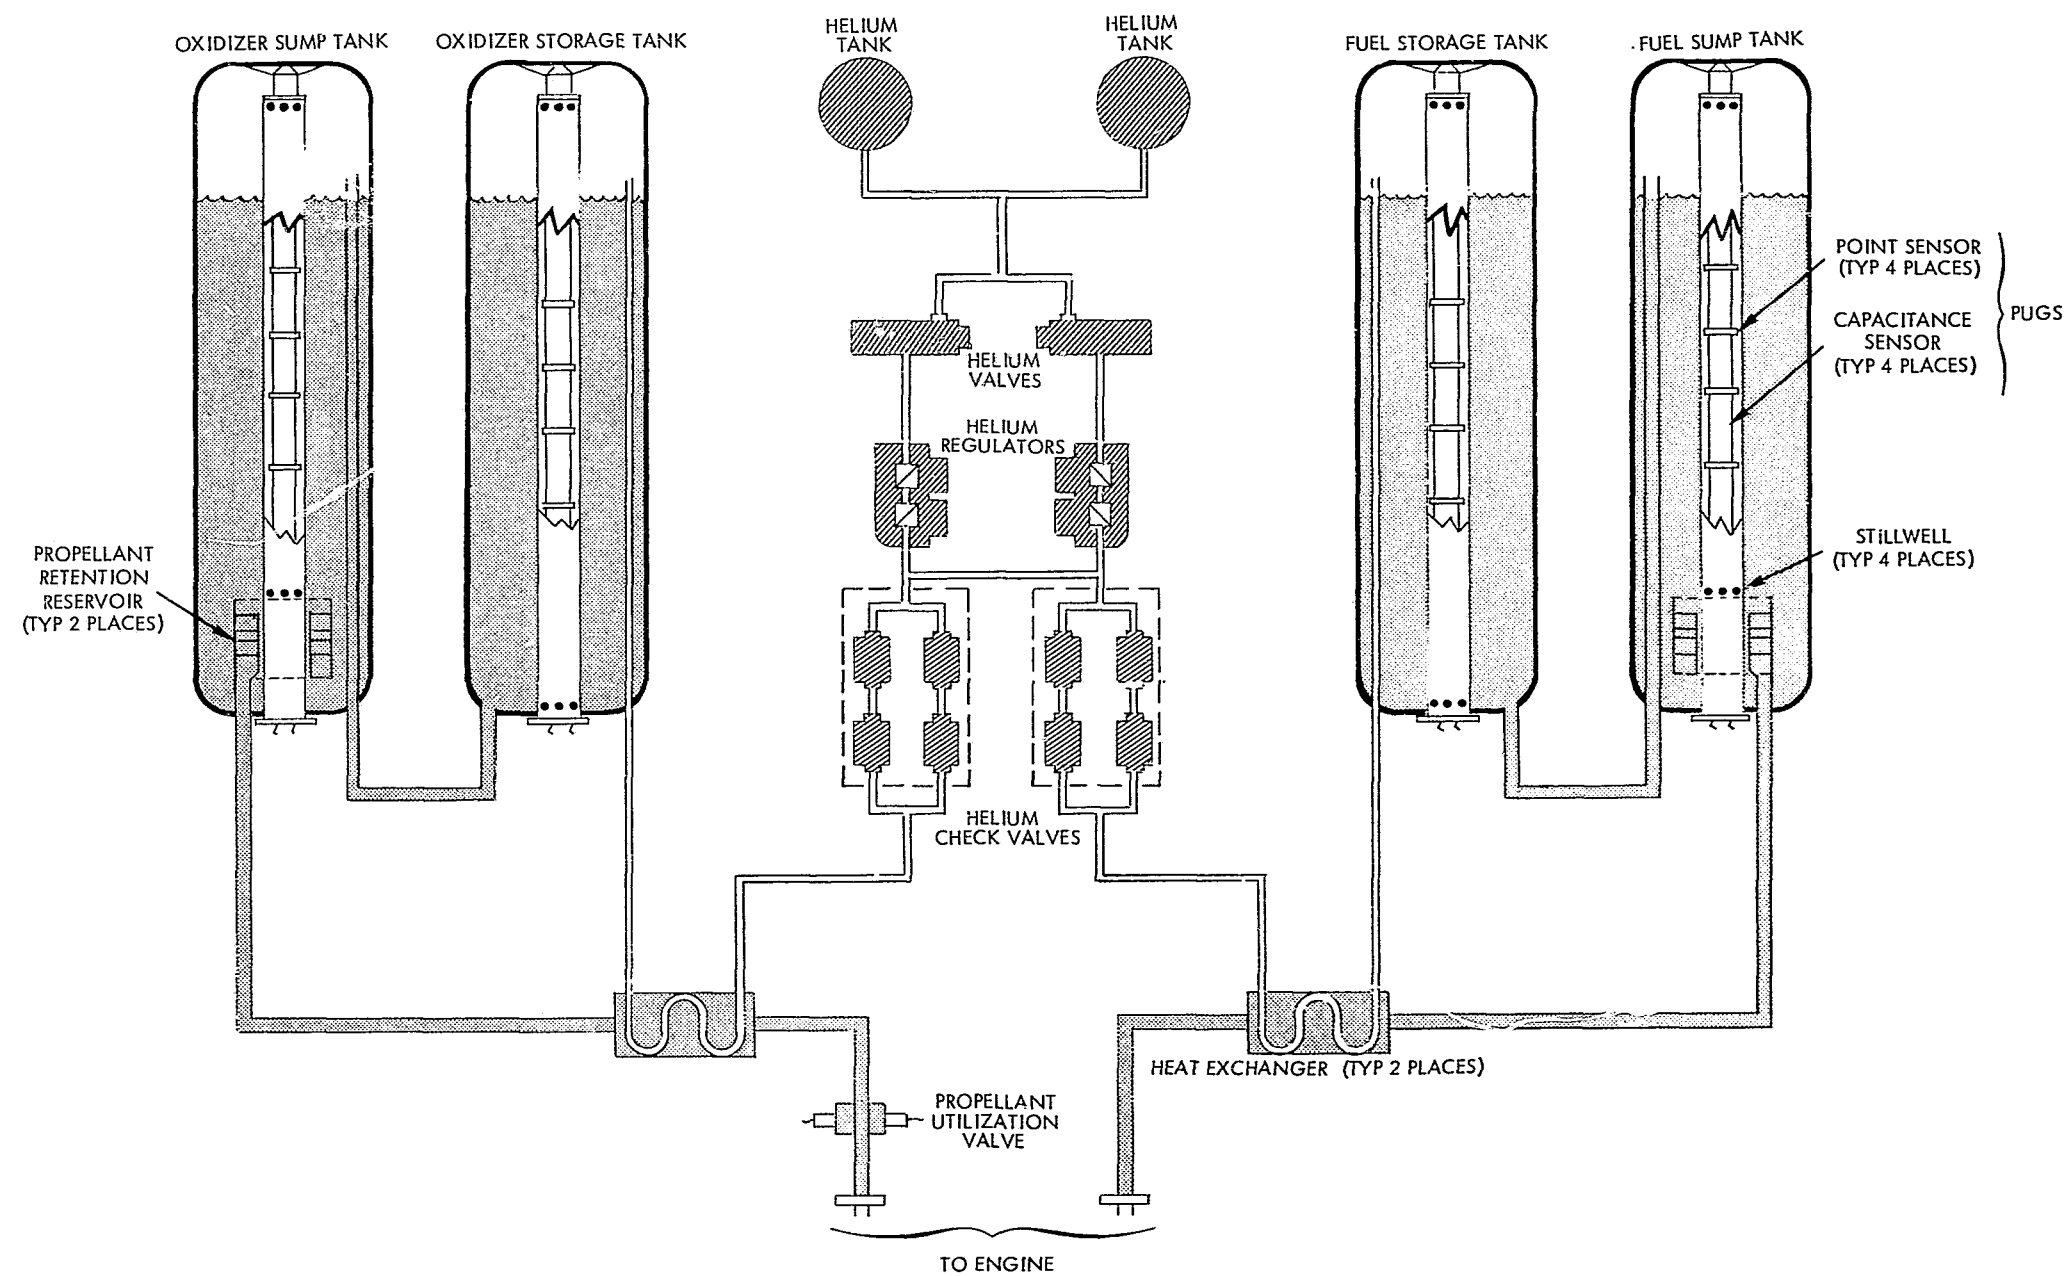 OXIDIZER SUMP TANK
OXIDIZER STORAGE TANK
HELIUM
TANK
HELIUM
TANK
FUEL STORAGE TANK
FUEL SUMP TANK
POINT SENSOR
(TYP 4 PLACES)
CAPACITANCE
SENSOR
(TYP 4 PLACES)
PUGS
HELIUM
VALVES
HELIUM
REGULATORS
PROPELLANT
RETENTION
RESERVOIR
(TYP 2 PLACES)
STILLWELL
(TYP 4 PLACES)
HELIUM
CHECK VALVES
HEAT EXCHANGER (TYP 2 PLACES)
PROPELLANT
UTILIZATION
VALVE
TO ENGINE